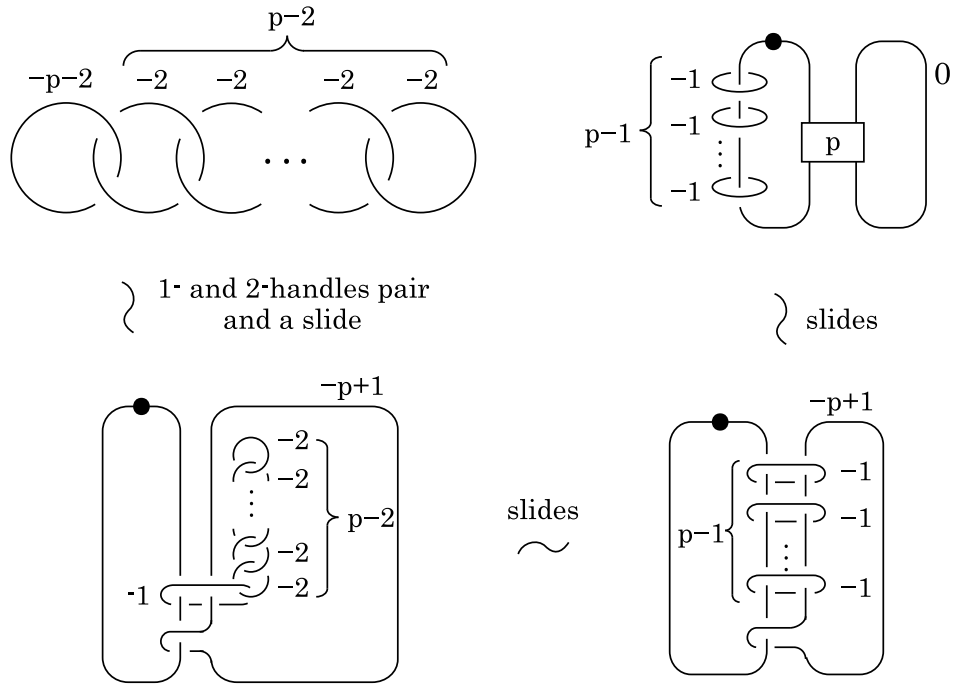 p−2
−p−2 −2 −2 −2 −2
. . .
p−1
−1
−1
−1
p
0
1- and 2-handles pair
and a slide
slides
−p+1
−2
−2
−2
−2
p−2
-1
slides
−p+1
p−1
−1
−1
−1